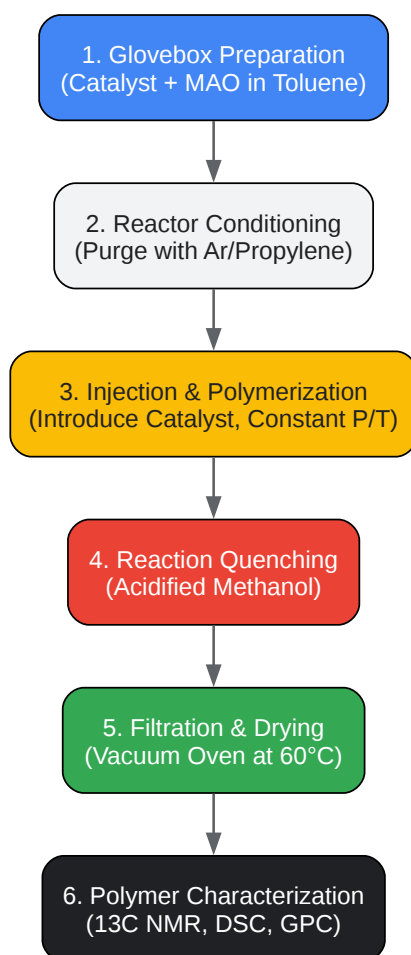 1. Glovebox Preparation
(Catalyst + MAO in Toluene)
2. Reactor Conditioning
(Purge with Ar/Propylene)
3. Injection & Polymerization
(Introduce Catalyst, Constant P/T)
4. Reaction Quenching
(Acidified Methanol)
5. Filtration & Drying
(Vacuum Oven at 60°C)
6. Polymer Characterization
(13C NMR, DSC, GPC)